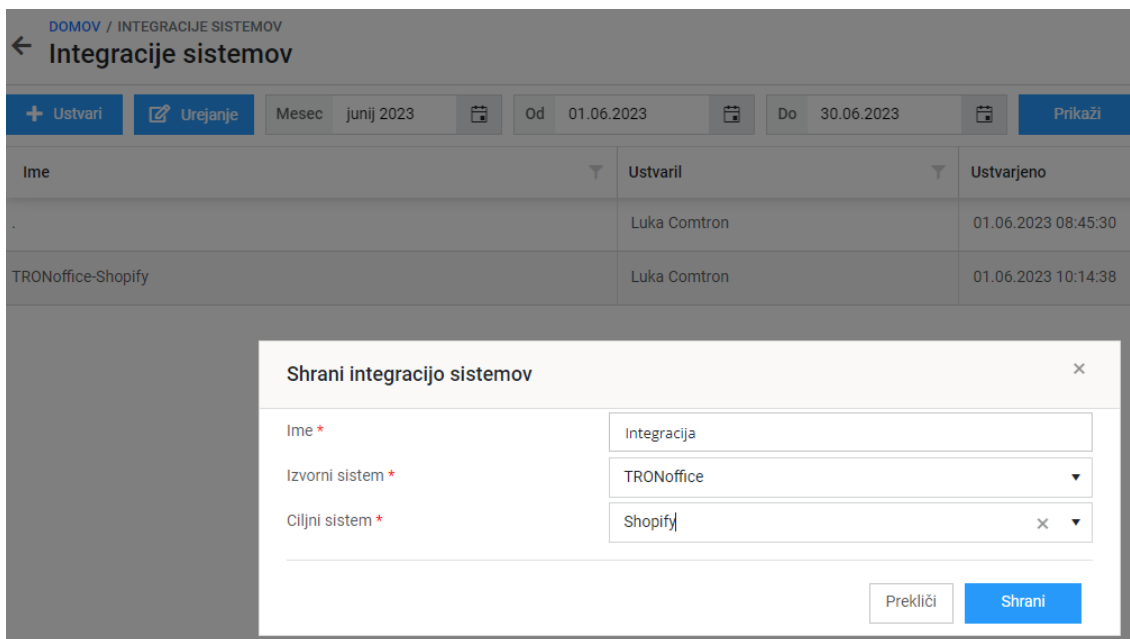 DOMOV / INTEGRACIJE SISTEMOV
Integracije sistemov
Ustvari Urejanje Mesec junij 2023 Od 01.06.2023 Do 30.06.2023 Prikaži
Ime Ustvaril Ustvarjeno
. Luka Comtron 01.06.2023 08:45:30
TRONoffice-Shopify Luka Comtron 01.06.2023 10:14:38
Shrani integracijo sistemov
Ime * Integracija
Izvorni sistem * TRONoffice
Ciljni sistem * Shopify
Prekliči Shrani